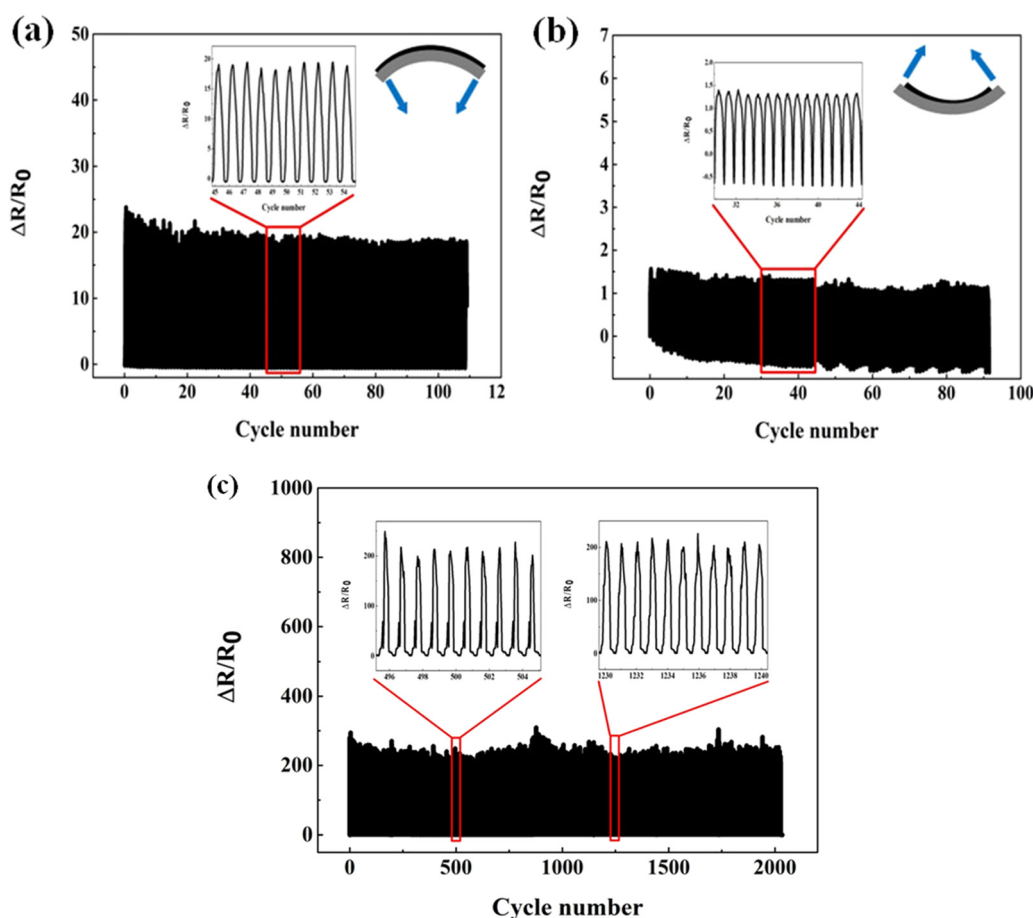 (a)
50
40
30
20
10
0
ΔR/R0
0 20 40 60 80 100 12
Cycle number
20
15
10
5
0
ΔR/R0
45 46 47 48 49 50 51 52 53 54
Cycle number
(b)
7
6
5
4
3
2
1
0
ΔR/R0
0 20 40 60 80 100
Cycle number
2.0
1.5
1.0
0.5
0.0
-0.5
ΔR/R0
32 36 40 44
Cycle number
(c)
1000
800
600
400
200
0
ΔR/R0
0 500 1000 1500 2000
Cycle number
200
100
0
ΔR/R0
496 498 500 502 504
200
100
0
ΔR/R0
1230 1232 1234 1236 1238 1240